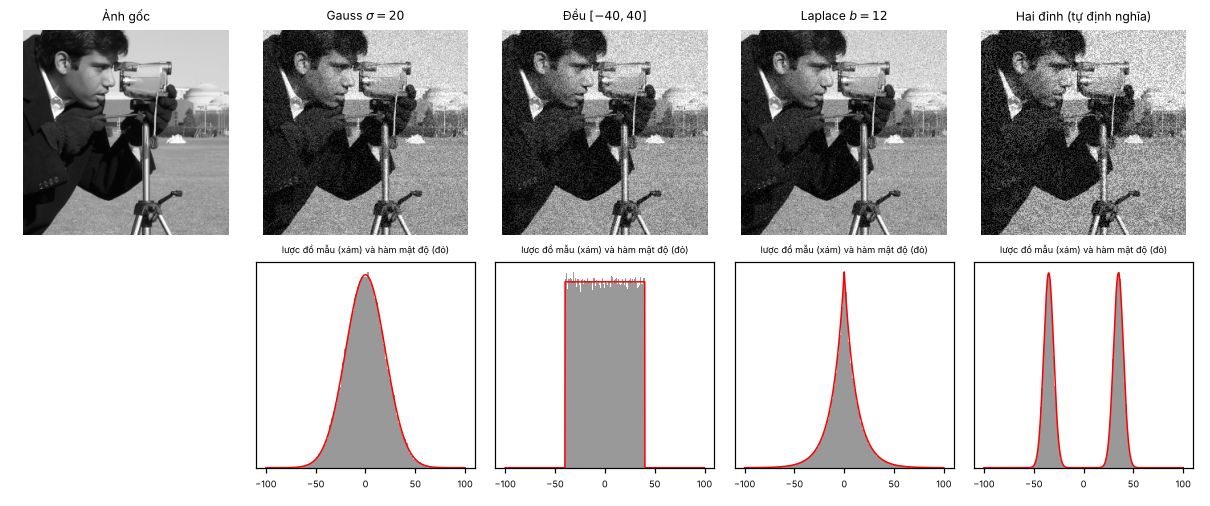 Ảnh gốc
Gauss σ = 20
Đều [−40, 40]
Laplace b = 12
Hai đỉnh (tự định nghĩa)
lược đồ mẫu (xám) và hàm mật độ (đỏ)
lược đồ mẫu (xám) và hàm mật độ (đỏ)
lược đồ mẫu (xám) và hàm mật độ (đỏ)
lược đồ mẫu (xám) và hàm mật độ (đỏ)
−100 −50 0 50 100
−100 −50 0 50 100
−100 −50 0 50 100
−100 −50 0 50 100